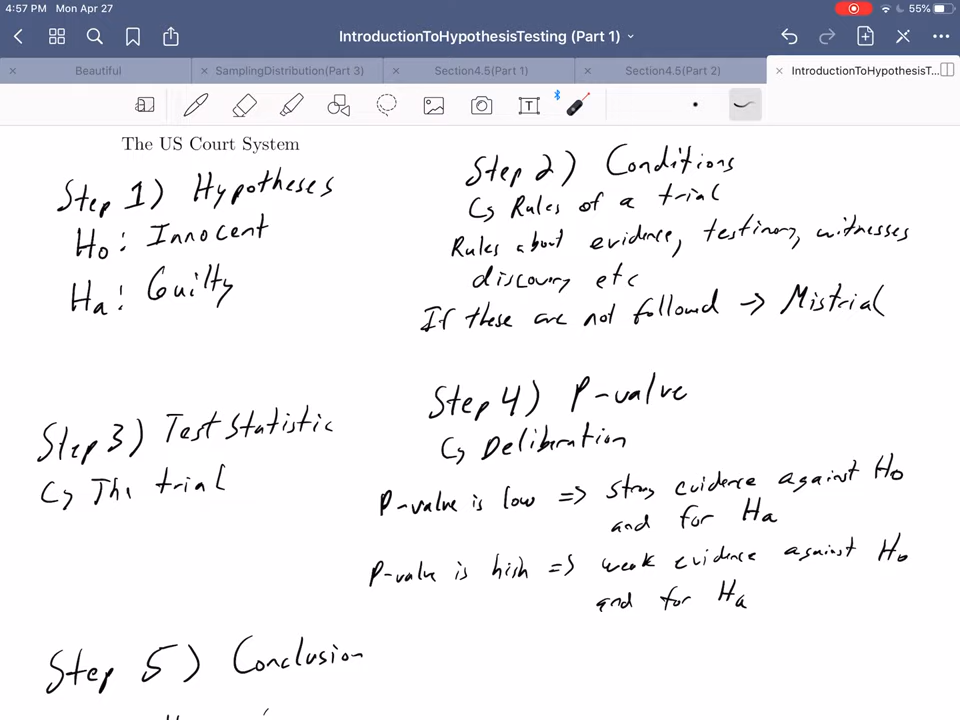 4:57 PM Mon Apr 27
55%
IntroductionToHypothesisTesting (Part 1)
Beautiful
SamplingDistribution(Part 3)
Section4.5(Part 1)
Section4.5(Part 2)
IntroductionToHypothesisT...
The US Court System
Step 1) Hypotheses
Ho: Innocent
Ha: Guilty
Step 2) Conditions
↳ Rules of a trial
Rules about evidence, testimony, witnesses
discovery etc
If these are not followed → Mistrial
Step 3) Test Statistic
↳ The trial
Step 4) P-value
↳ Deliberation
P-value is low => strong evidence against Ho
and for Ha
P-value is high => weak evidence against Ho
and for Ha
Step 5) Conclusion